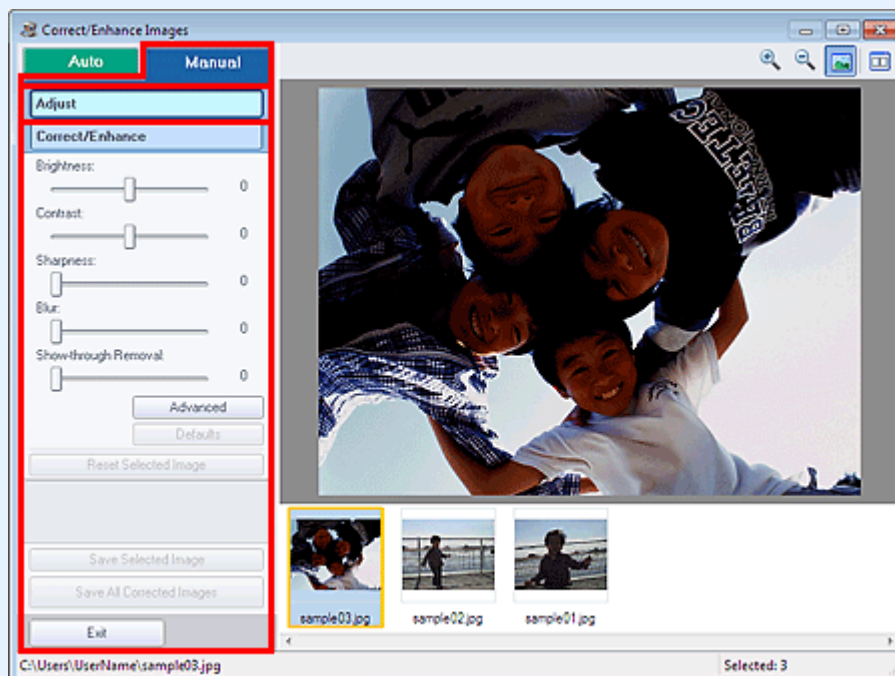 Correct/Enhance Images
Auto
Manual
Adjust
Correct/Enhance
Brightness:
0
Contrast:
0
Sharpness:
0
Blur:
0
Show-through Removal:
0
Advanced
Defaults
Reset Selected Image
Save Selected Image
Save All Corrected Images
Exit
sample03.jpg
sample02.jpg
sample01.jpg
C:\Users\UserName\sample03.jpg
Selected: 3